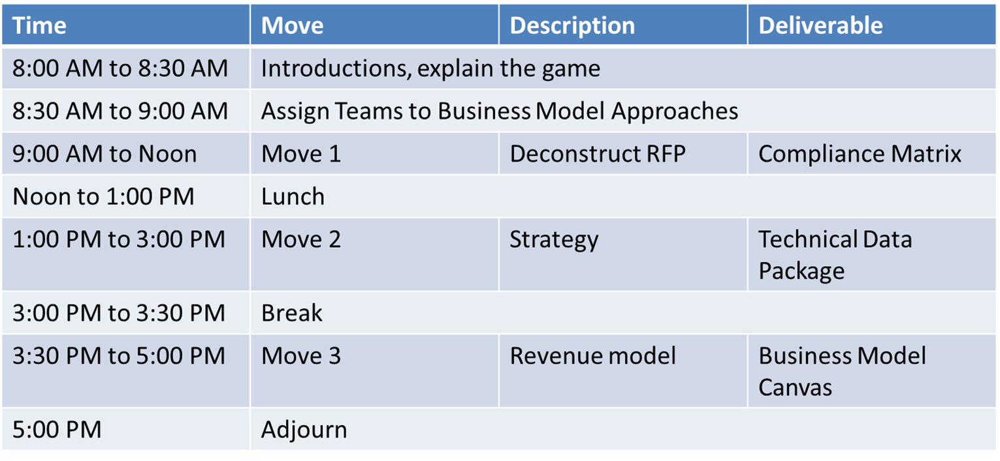 Time Move Description Deliverable
8:00 AM to 8:30 AM Introductions, explain the game
8:30 AM to 9:00 AM Assign Teams to Business Model Approaches
9:00 AM to Noon Move 1 Deconstruct RFP Compliance Matrix
Noon to 1:00 PM Lunch
1:00 PM to 3:00 PM Move 2 Strategy Technical Data
Package
3:00 PM to 3:30 PM Break
3:30 PM to 5:00 PM Move 3 Revenue model Business Model
Canvas
5:00 PM Adjourn